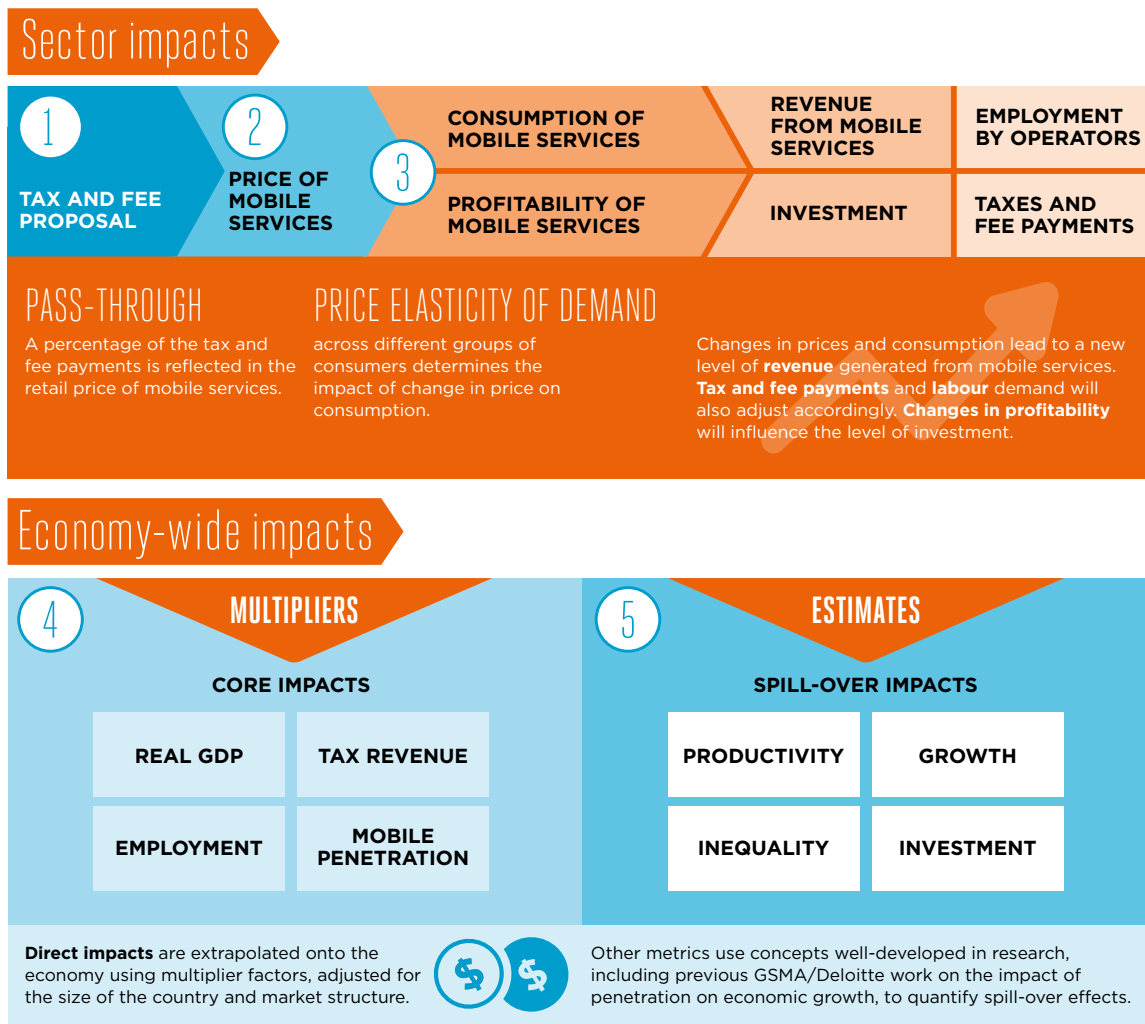 Sector impacts
1
TAX AND FEE
PROPOSAL
2
PRICE OF
MOBILE
SERVICES
3
CONSUMPTION OF
MOBILE SERVICES
PROFITABILITY OF
MOBILE SERVICES
REVENUE
FROM MOBILE
SERVICES
INVESTMENT
EMPLOYMENT
BY OPERATORS
TAXES AND
FEE PAYMENTS
PASS-THROUGH
A percentage of the tax and
fee payments is reflected in the
retail price of mobile services.
PRICE ELASTICITY OF DEMAND
across different groups of
consumers determines the
impact of change in price on
consumption.
Changes in prices and consumption lead to a new
level of revenue generated from mobile services.
Tax and fee payments and labour demand will
also adjust accordingly. Changes in profitability
will influence the level of investment.
Economy-wide impacts
4
MULTIPLIERS
CORE IMPACTS
REAL GDP
TAX REVENUE
EMPLOYMENT
MOBILE
PENETRATION
Direct impacts are extrapolated onto the
economy using multiplier factors, adjusted for
the size of the country and market structure.
$ $
5
ESTIMATES
SPILL-OVER IMPACTS
PRODUCTIVITY
GROWTH
INEQUALITY
INVESTMENT
Other metrics use concepts well-developed in research,
including previous GSMA/Deloitte work on the impact of
penetration on economic growth, to quantify spill-over effects.